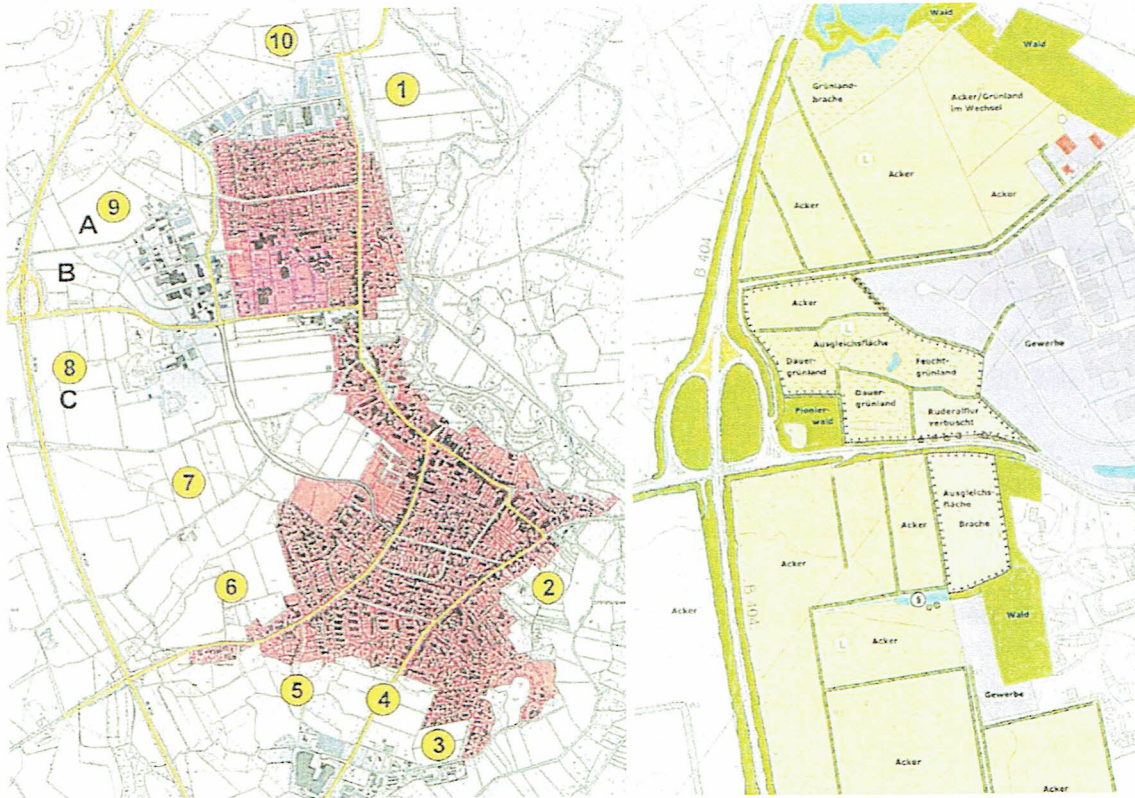 10
1
9
A
B
8
C
7
6
2
5
4
3
Wald
Wald
Grünland-
brache
Acker/Grünland
im Wechsel
L
Acker
Acker
Acker
B 404
Acker
L
Ausgleichsfläche
Gewerbe
Dauer-
grünland
Feucht-
grünland
Dauer-
grünland
Pionier-
wald
Ruderalflur
verbuscht
Ausgleichs-
fläche
Acker
Brache
Acker
B 404
Acker
§
Wald
L
Acker
Gewerbe
Acker
Acker